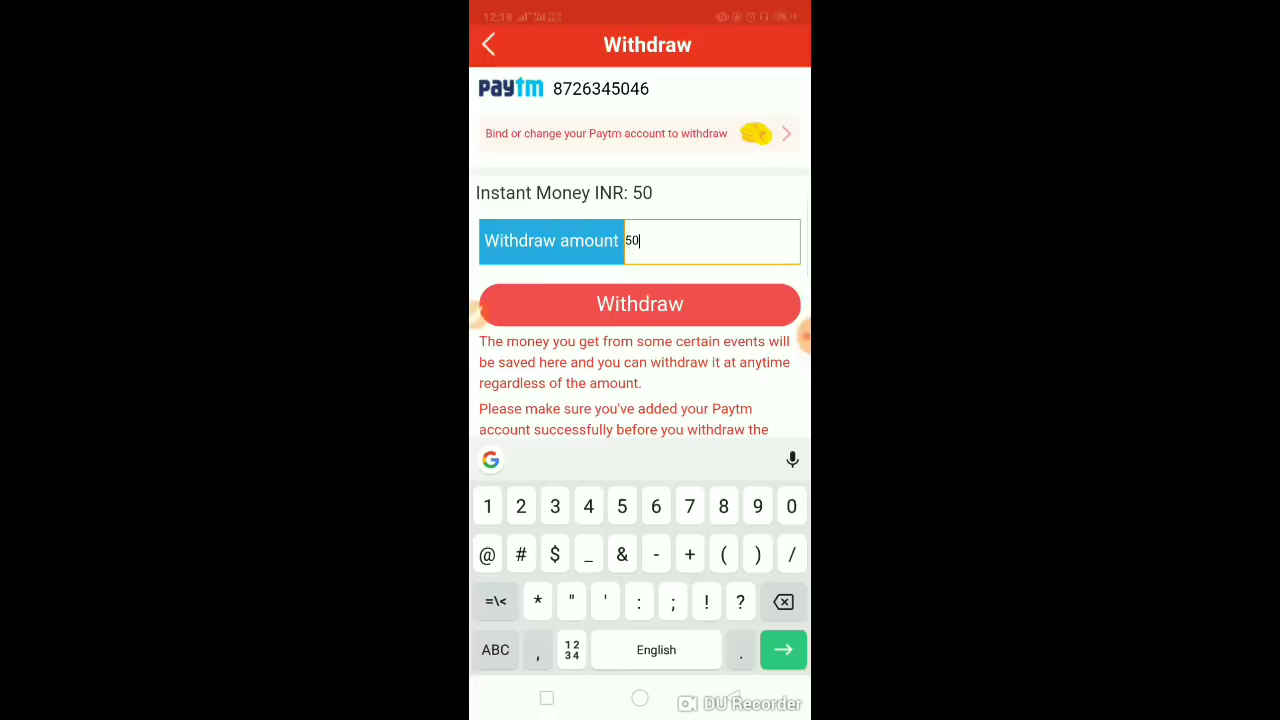 12:18
Withdraw
paytm 8726345046
Bind or change your Paytm account to withdraw
Instant Money INR: 50
Withdraw amount 50
Withdraw
The money you get from some certain events will
be saved here and you can withdraw it at anytime
regardless of the amount.
Please make sure you've added your Paytm
account successfully before you withdraw the
G
1 2 3 4 5 6 7 8 9 0
@ # $ _ & - + ( ) /
=\< * " ' : ; ! ?
ABC , 12 34 English .
DU Recorder